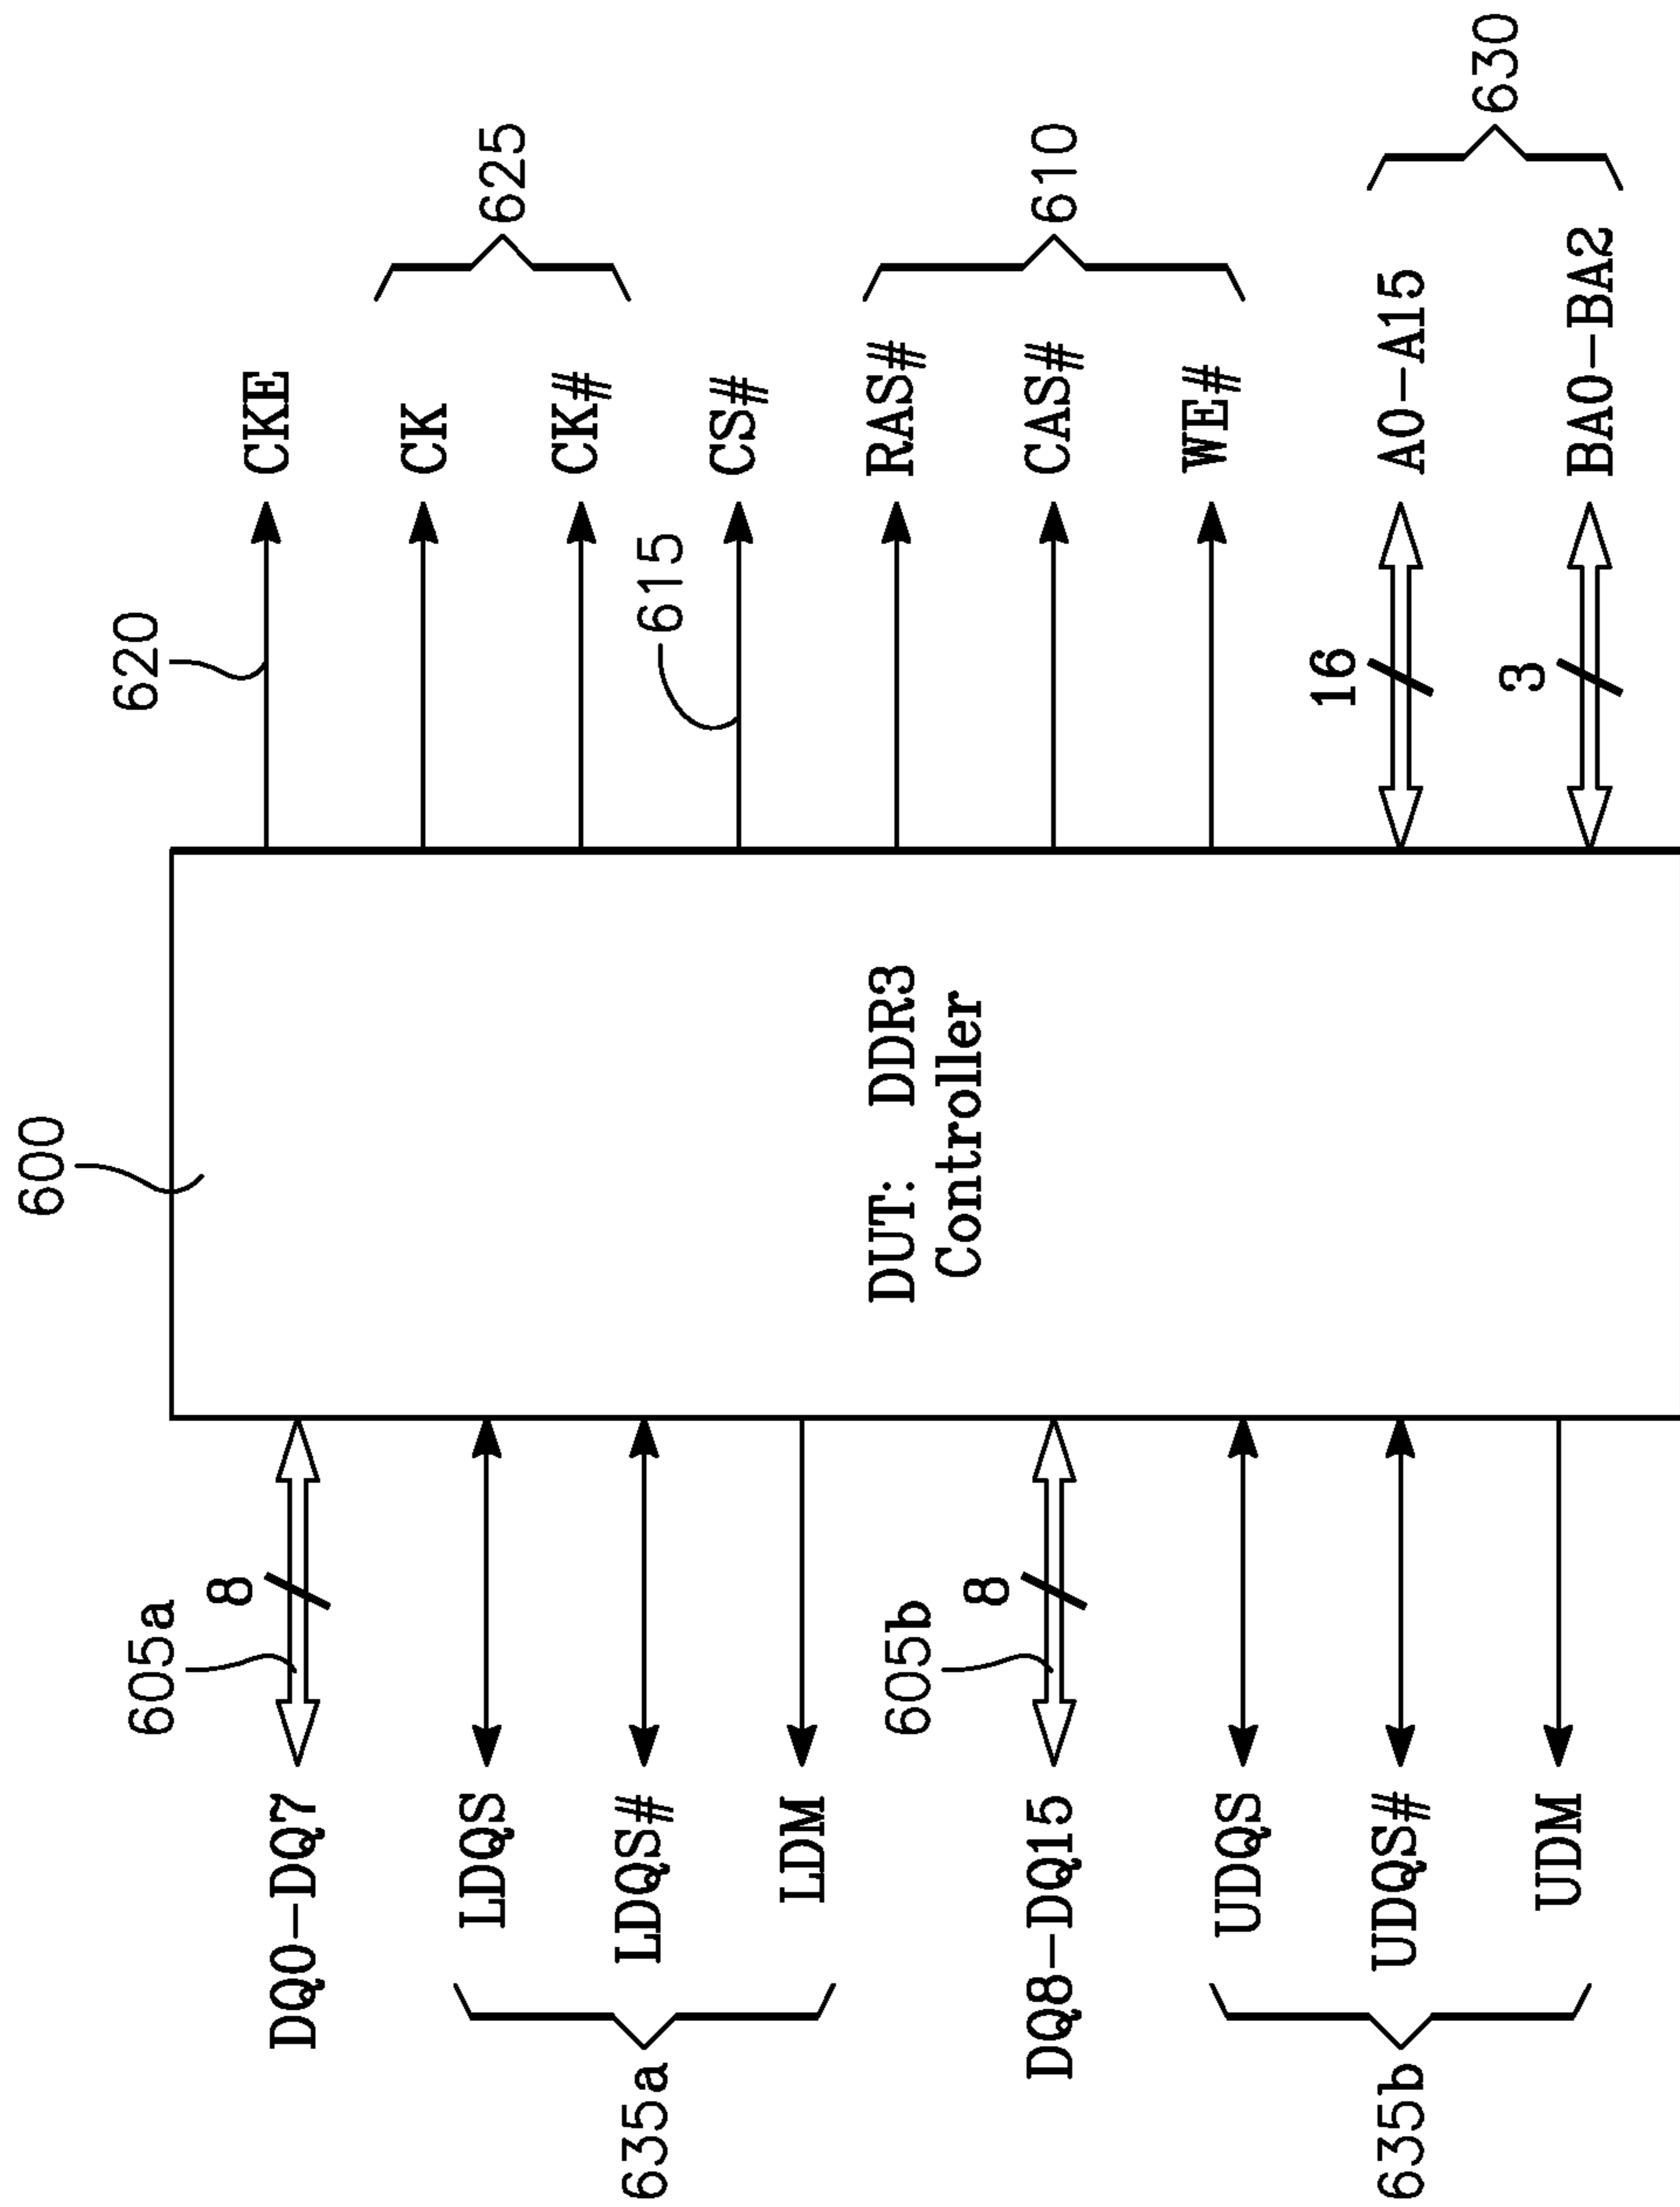 600
605a
8
DQ0-DQ7
LDQS
LDQS#
LDM
635a
605b
8
DQ8-DQ15
UDQS
UDQS#
UDM
635b
DUT: DDR3
Controller
620
CKE
CK
CK#
625
615
CS#
RAS#
CAS#
WE#
610
16
A0-A15
3
BA0-BA2
630